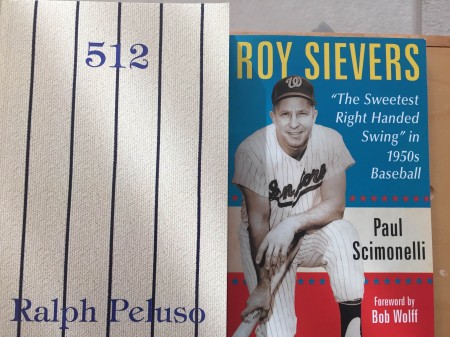 512
Ralph Peluso
ROY SIEVERS
"The Sweetest
Right Handed
Swing" in
1950s
Baseball
W
Senators
Paul
Scimonelli
Foreword by
Bob Wolff